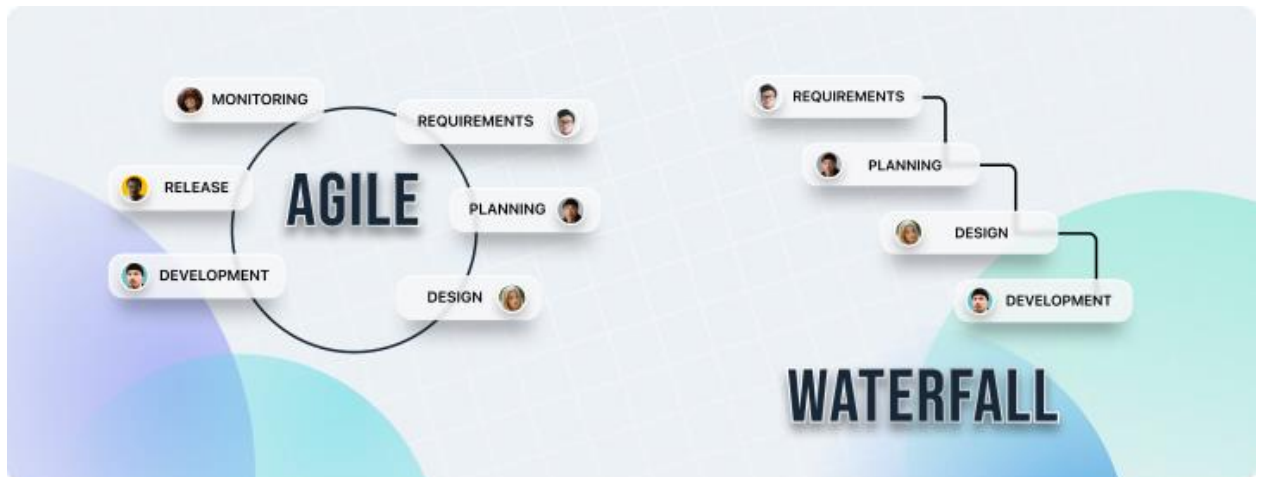 MONITORING
REQUIREMENTS
RELEASE
AGILE
PLANNING
DEVELOPMENT
DESIGN
REQUIREMENTS
PLANNING
DESIGN
DEVELOPMENT
WATERFALL